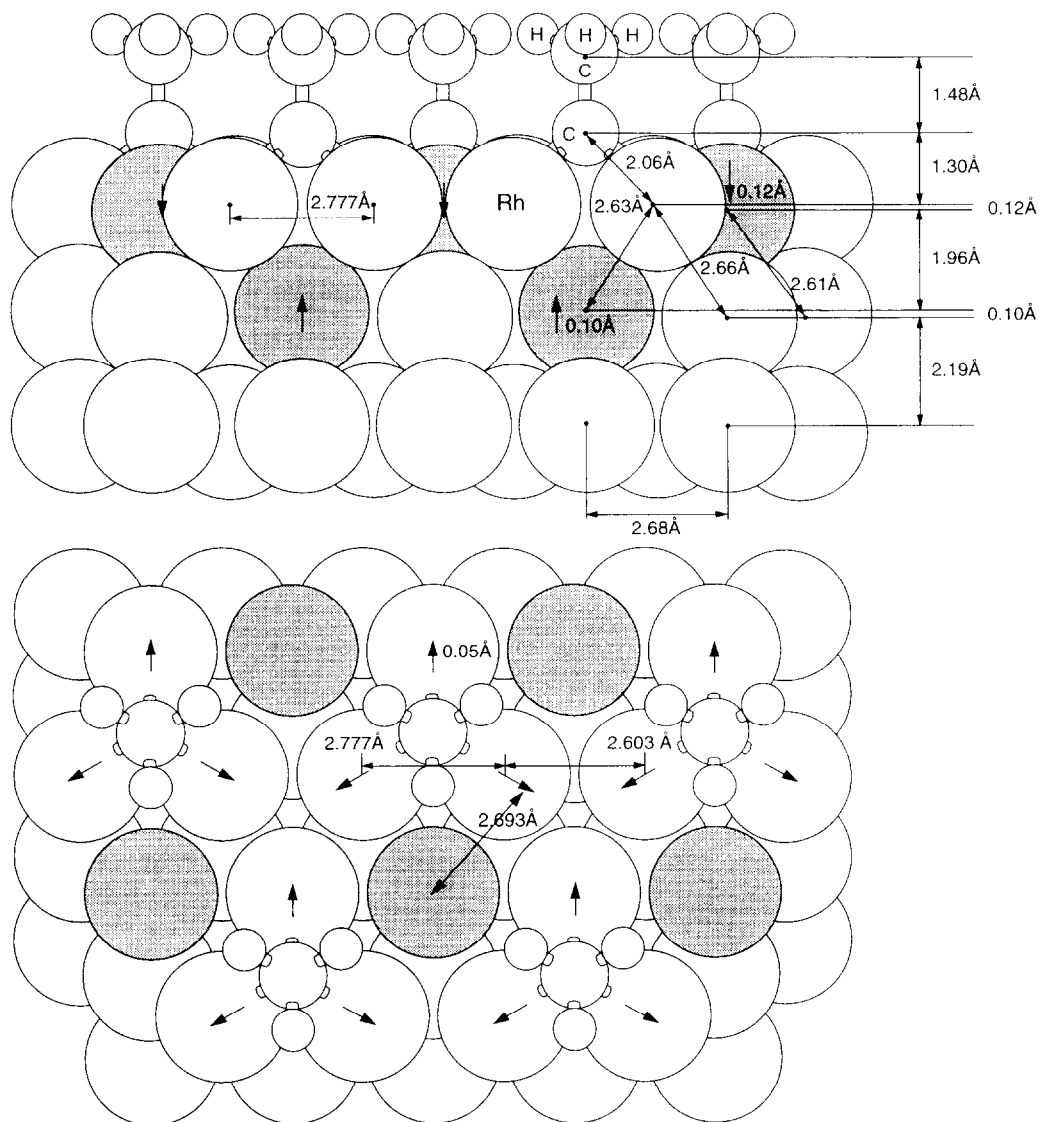 H H H
C
1.48Å
C
2.06Å
1.30Å
2.777Å
Rh
2.63Å
0.12Å
0.12Å
2.66Å
2.61Å
1.96Å
0.10Å
0.10Å
2.19Å
2.68Å
0.05Å
2.777Å
2.603 Å
2.693Å